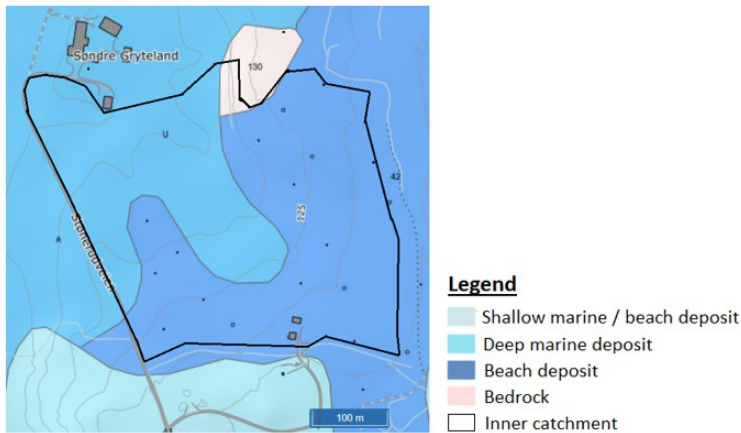 Søndre Gryteland
130
U
42
125
Stønerudveien
A
100 m
Legend
Shallow marine / beach deposit
Deep marine deposit
Beach deposit
Bedrock
Inner catchment